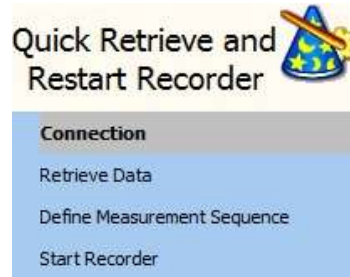 Quick Retrieve and
Restart Recorder
Connection
Retrieve Data
Define Measurement Sequence
Start Recorder